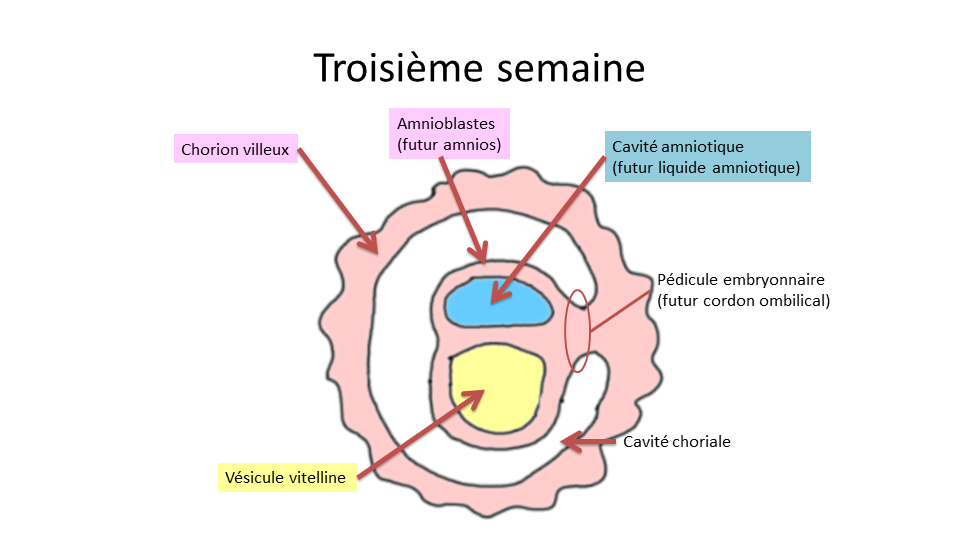 Troisième semaine
Amnioblastes
(futur amnios)
Chorion villeux
Cavité amniotique
(futur liquide amniotique)
Pédicule embryonnaire
(futur cordon ombilical)
Cavité choriale
Vésicule vitelline